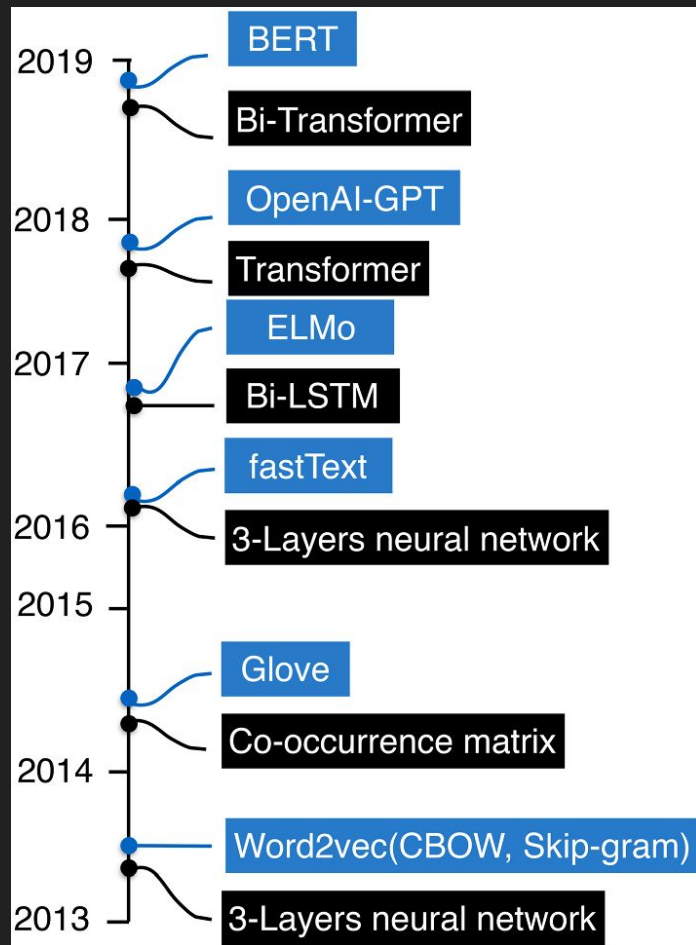 2019
BERT
Bi-Transformer
OpenAI-GPT
2018
Transformer
ELMo
2017
Bi-LSTM
fastText
2016
3-Layers neural network
2015
Glove
Co-occurrence matrix
2014
Word2vec(CBOW, Skip-gram)
2013
3-Layers neural network